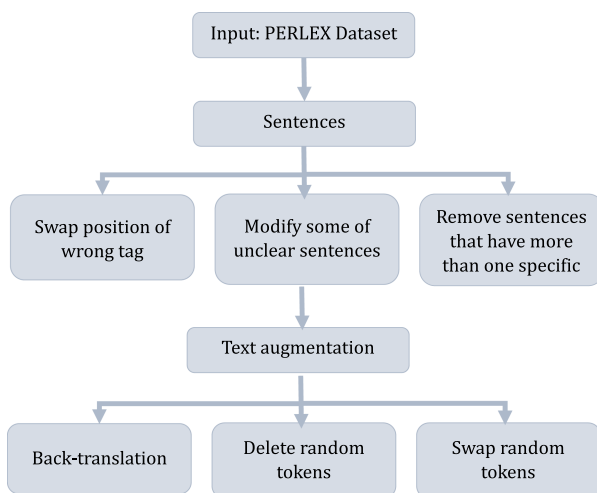 Input: PERLEX Dataset
Sentences
Swap position of
wrong tag
Modify some of
unclear sentences
Remove sentences
that have more
than one specific
Text augmentation
Back-translation
Delete random
tokens
Swap random
tokens